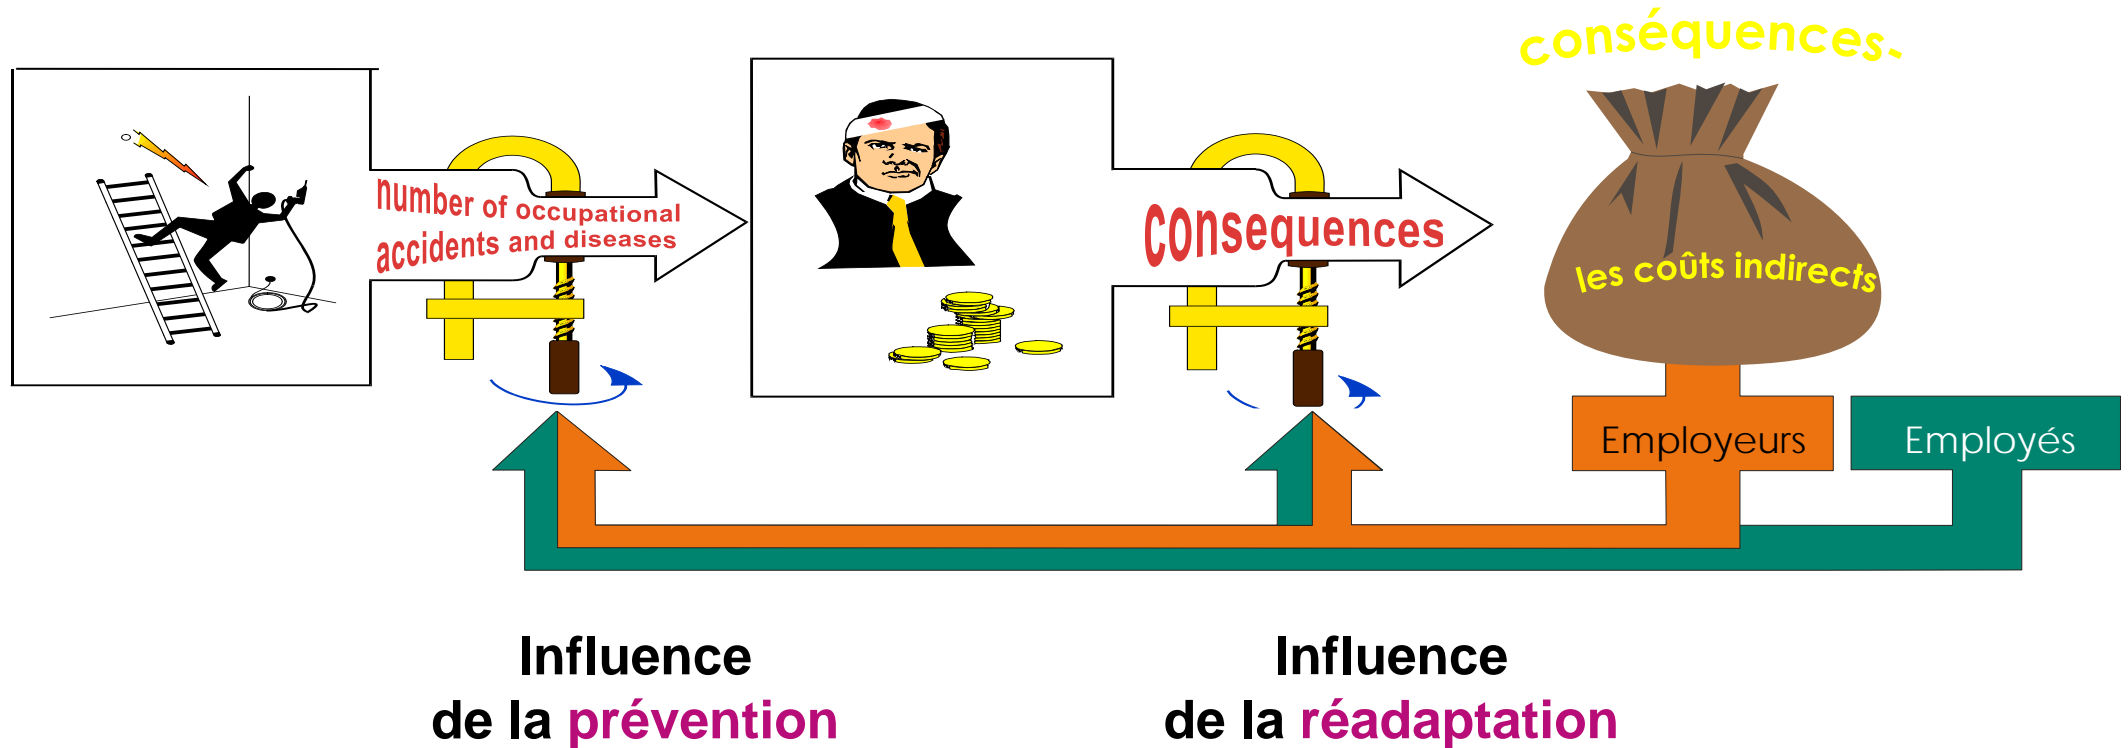 conséquences-
number of occupational
accidents and diseases
consequences
les coûts indirects
Employeurs
Employés
Influence
de la prévention
Influence
de la réadaptation